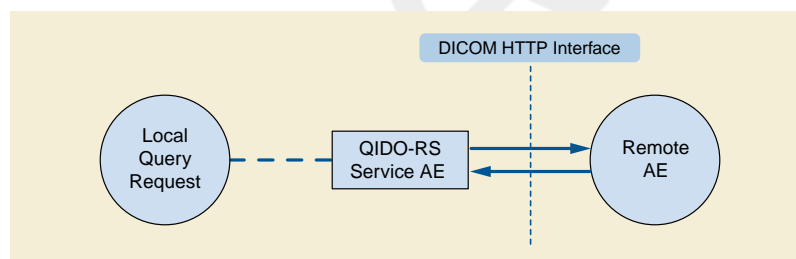 DICOM HTTP Interface
Local
Query
Request
QIDO-RS
Service AE
Remote
AE